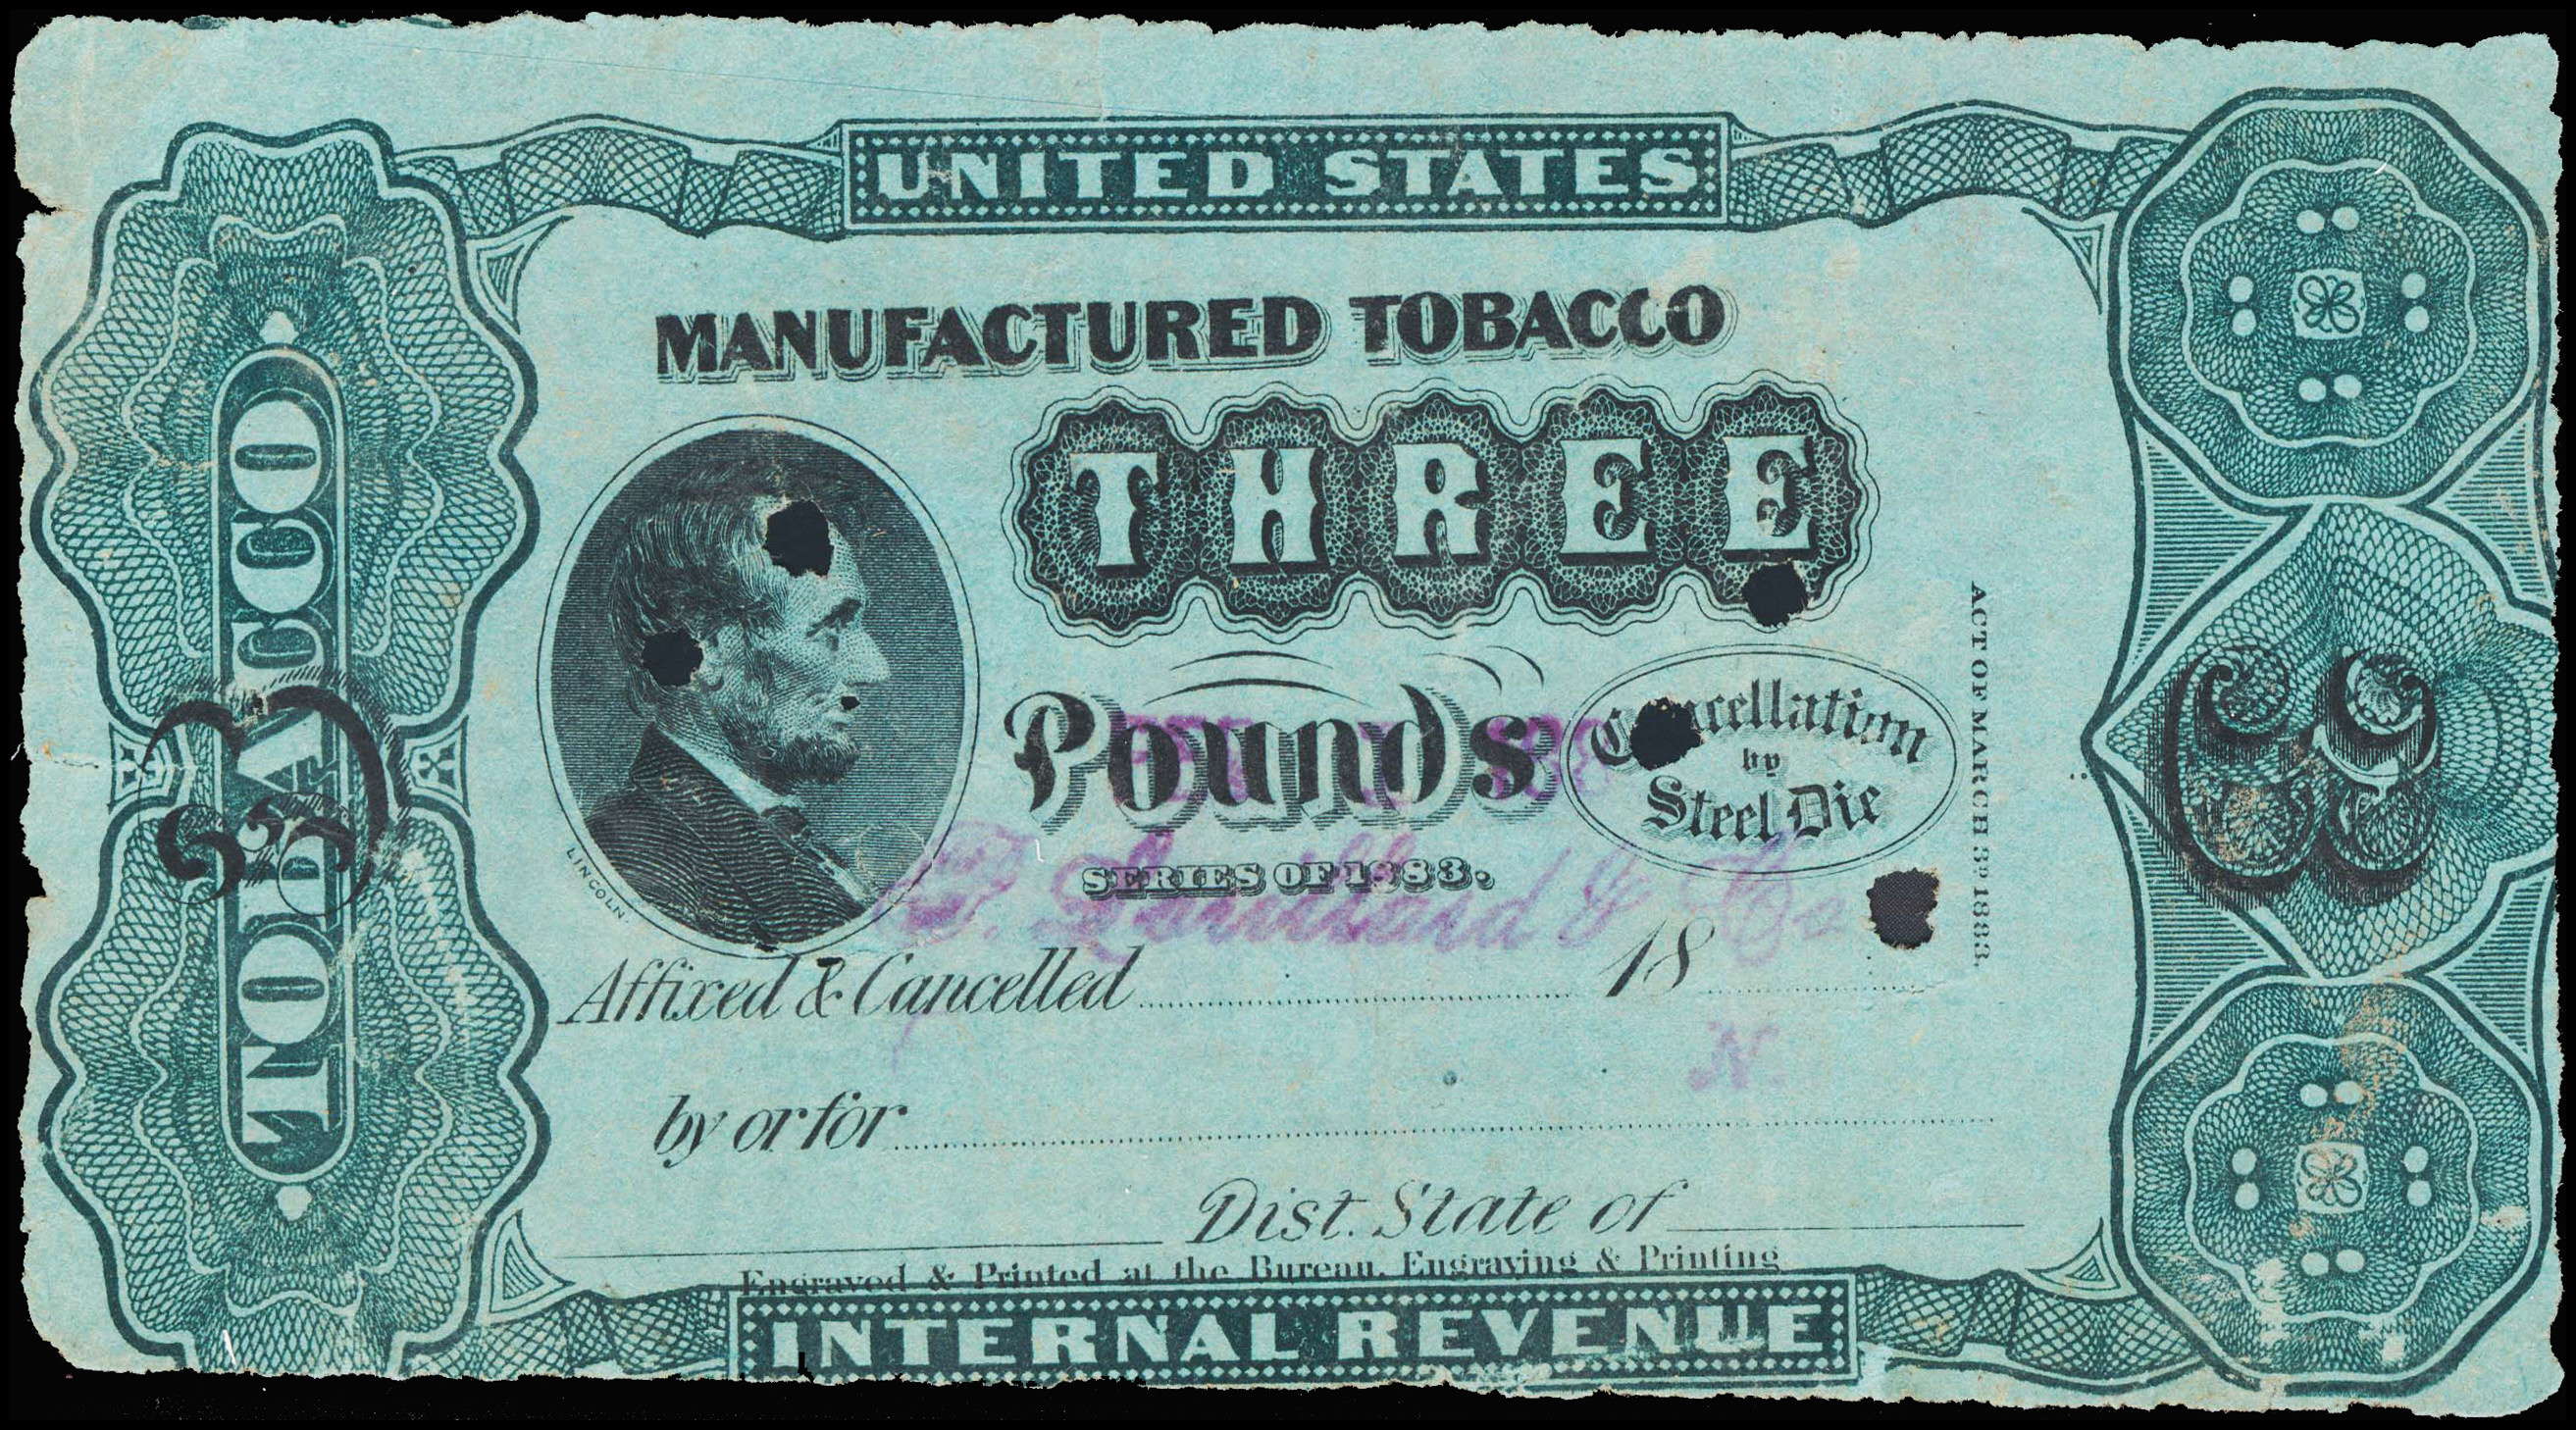 UNITED STATES
MANUFACTURED TOBACCO
THREE
Pounds
Cancellation
by
Steel Die
SERIES OF 1883.
P. Lorillard & Co
Affixed & Cancelled 18
N.
by or for
Dist. State of
Engraved & Printed at the Bureau, Engraving & Printing
INTERNAL REVENUE
TOBACCO
3
LINCOLN.
ACT OF MARCH 3D 1883.
3